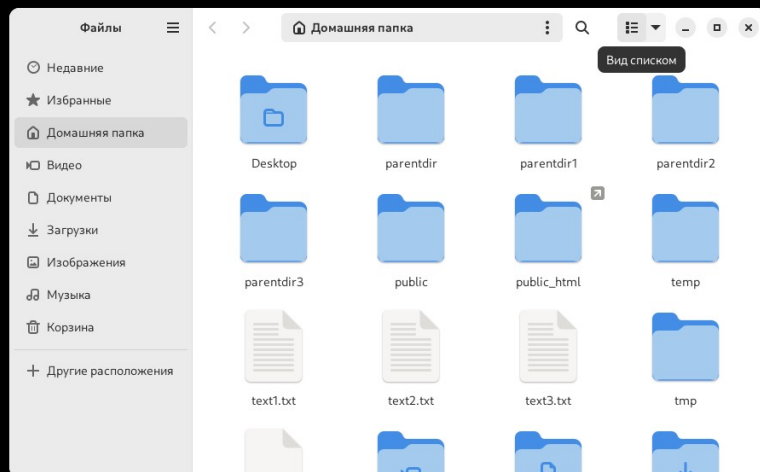 Файлы
Домашняя папка
Вид списком
Недавние
Избранные
Домашняя папка
Видео
Документы
Загрузки
Изображения
Музыка
Корзина
Другие расположения
Desktop parentdir parentdir1 parentdir2
parentdir3 public public_html temp
text1.txt text2.txt text3.txt tmp